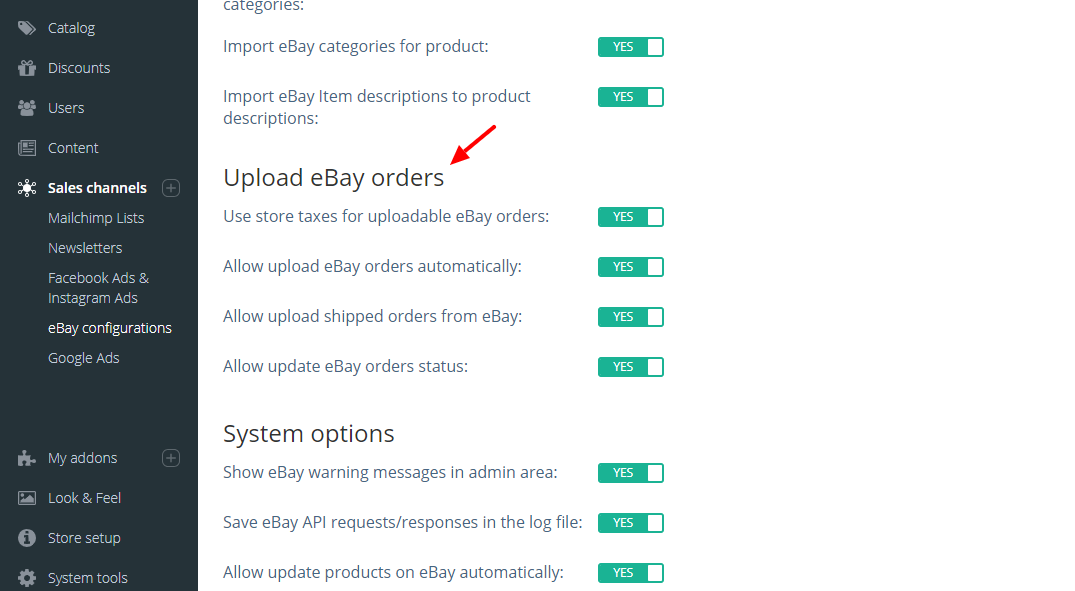 Catalog
Discounts
Users
Content
Sales channels
Mailchimp Lists
Newsletters
Facebook Ads &
Instagram Ads
eBay configurations
Google Ads
My addons
Look & Feel
Store setup
System tools
categories:
Import eBay categories for product: YES
Import eBay Item descriptions to product YES
descriptions:
Upload eBay orders
Use store taxes for uploadable eBay orders: YES
Allow upload eBay orders automatically: YES
Allow upload shipped orders from eBay: YES
Allow update eBay orders status: YES
System options
Show eBay warning messages in admin area: YES
Save eBay API requests/responses in the log file: YES
Allow update products on eBay automatically: YES